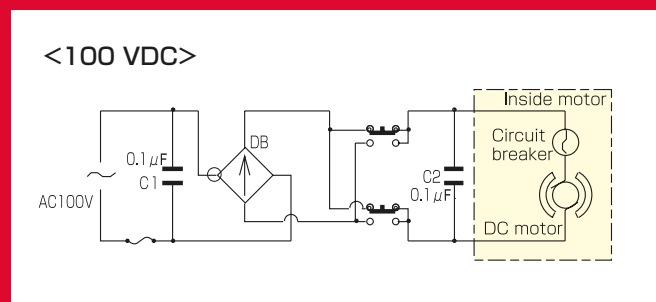 <100 VDC>
Inside motor
DB
Circuit
breaker
0.1μF
C1
C2
0.1μF
AC100V
DC motor